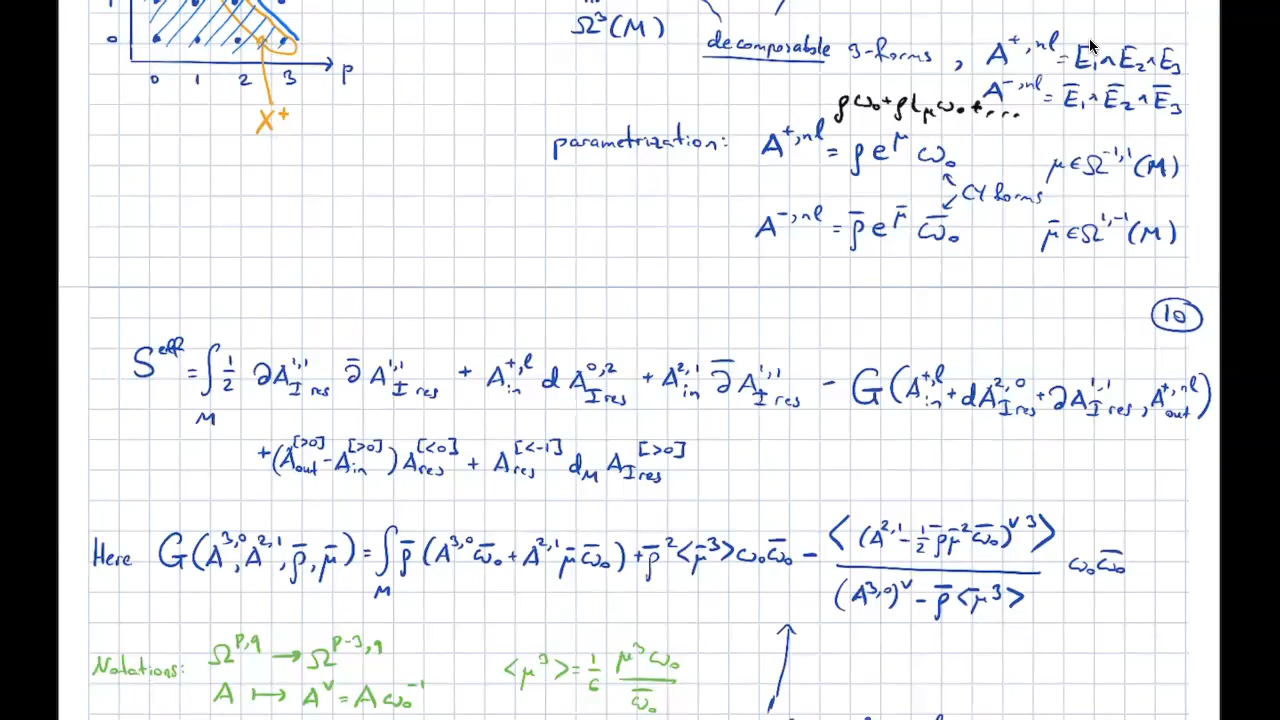 0
0 1 2 3 p
X⁺
Ω³(M)
decomposable 3-forms, A^{+,nl} = E₁∧E₂∧E₃
A^{-,nl} = Ē₁∧Ē₂∧Ē₃
ρω₀+ρι_μω₀+...
parametrization: A^{+,nl} = ρ e^μ ω₀ μ∈Ω^{-1,1}(M)
CY forms
A^{-,nl} = ρ̄ e^{μ̄} ω̄₀ μ̄∈Ω^{1,-1}(M)
10
S^{eff} = ∫_M ½ ∂A^{1,1}_{I res} ∂̄A^{1,1}_{I res} + A^{+,l}_{in} d A^{0,2}_{I res} + A^{2,1}_{in} ∂̄ A^{1,1}_{I res} - G(A^{+,l}_{in} + dA^{2,0}_{I res} + ∂A^{1,1}_{I res}, A^{+,nl}_{out})
+(A^{[>0]}_{out} - A^{[>0]}_{in}) A^{[<0]}_{res} + A^{[<-1]}_{res} d_M A^{[>0]}_{I res}
Here G(A^{3,0}, A^{2,1}, ρ̄, μ̄) = ∫_M ρ̄ (A^{3,0} ω̄₀ + A^{2,1} μ̄ ω̄₀) + ρ̄² <μ̄³> ω₀ω̄₀ - <(A^{2,1} - ½ ρ̄ μ̄² ω̄₀)^{∨3}> / ((A^{3,0})^∨ - ρ̄<μ̄³>) ω₀ω̄₀
Notations: Ω^{p,q} → Ω^{p-3,q} <μ³> = 1/6 μ³ω₀ / ω̄₀
A ↦ A^∨ = A ω₀^{-1}